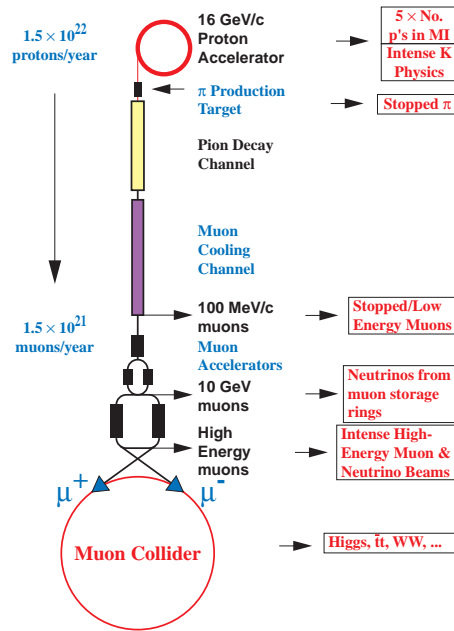 1.5 × 10²²
protons/year
16 GeV/c
Proton
Accelerator
5 × No.
p's in MI
Intense K
Physics
π Production
Target
Stopped π
Pion Decay
Channel
Muon
Cooling
Channel
1.5 × 10²¹
muons/year
100 MeV/c
muons
Stopped/Low
Energy Muons
Muon
Accelerators
10 GeV
muons
Neutrinos from
muon storage
rings
High
Energy
muons
Intense High-
Energy Muon &
Neutrino Beams
μ⁺
μ⁻
Muon Collider
Higgs, t̄t, WW, ...